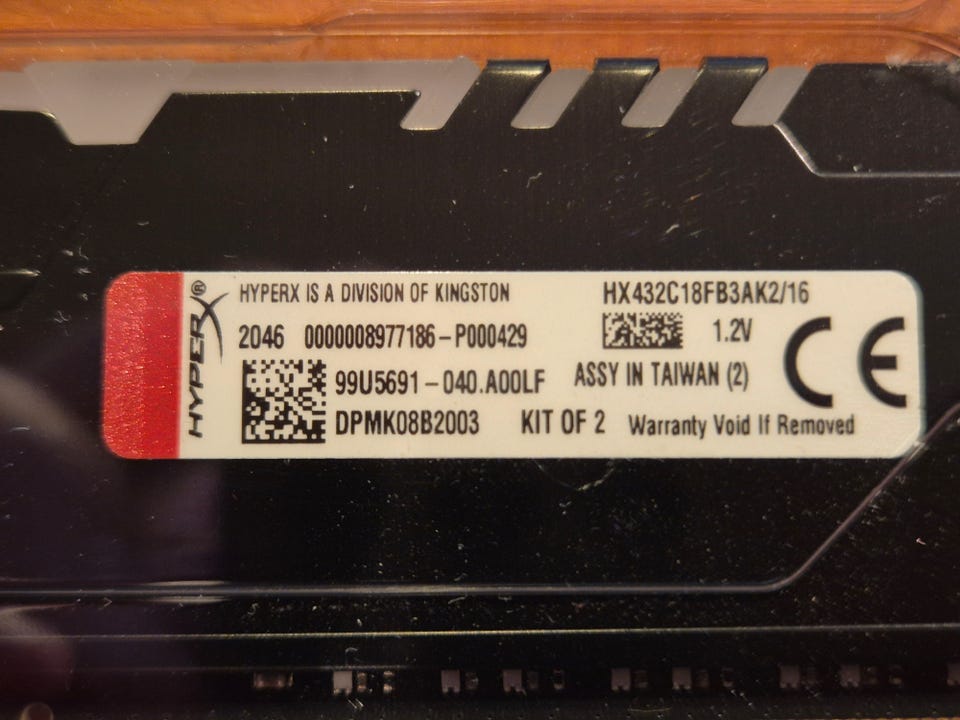 HYPERX®
HYPERX IS A DIVISION OF KINGSTON
2046 0000008977186-P000429
99U5691-040.A00LF
DPMK08B2003 KIT OF 2
HX432C18FB3AK2/16
1.2V
ASSY IN TAIWAN (2)
Warranty Void If Removed
CE